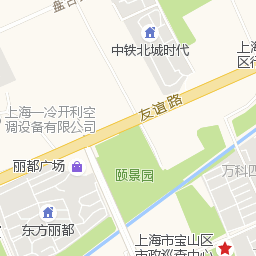 盘古
中铁北城时代
上海
区行
友谊路
上海一冷开利空
调设备有限公司
丽都广场
颐景园
万科四
东方丽都
上海市宝山区
市政巡查中心